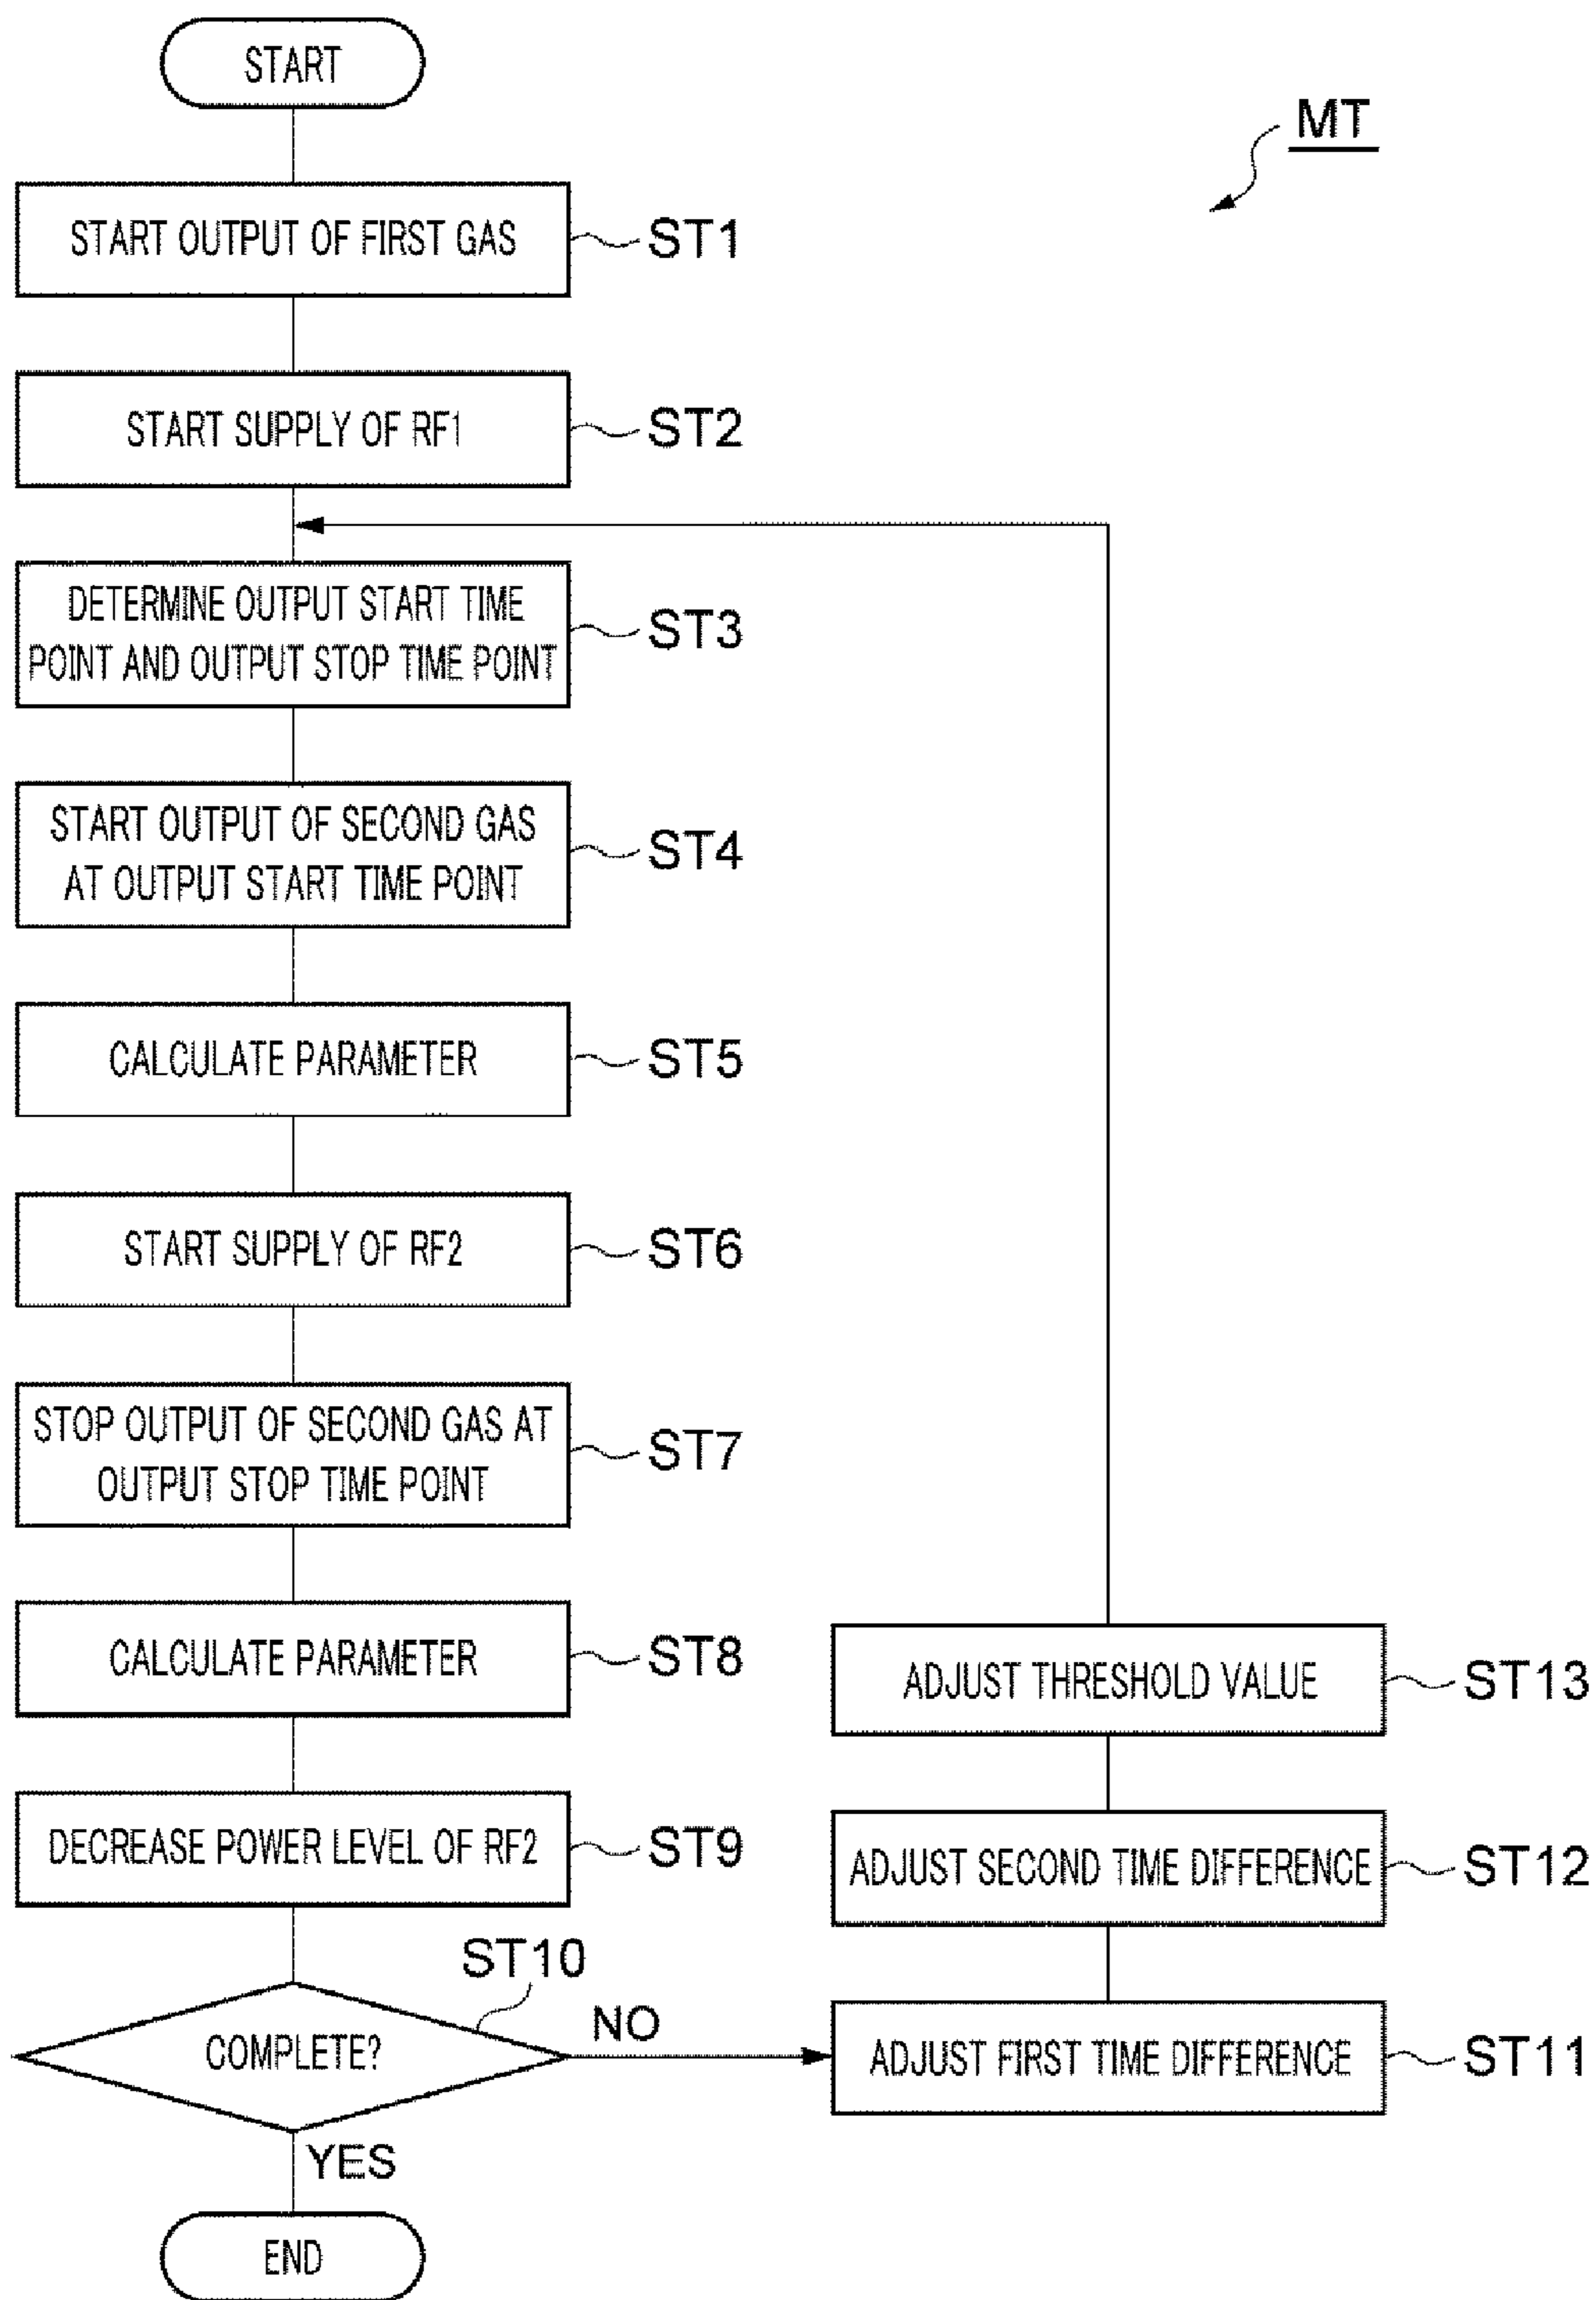 START
MT
START OUTPUT OF FIRST GAS
ST1
START SUPPLY OF RF1
ST2
DETERMINE OUTPUT START TIME
POINT AND OUTPUT STOP TIME POINT
ST3
START OUTPUT OF SECOND GAS
AT OUTPUT START TIME POINT
ST4
CALCULATE PARAMETER
ST5
START SUPPLY OF RF2
ST6
STOP OUTPUT OF SECOND GAS AT
OUTPUT STOP TIME POINT
ST7
CALCULATE PARAMETER
ST8
DECREASE POWER LEVEL OF RF2
ST9
ST10
COMPLETE?
NO
YES
END
ADJUST FIRST TIME DIFFERENCE
ST11
ADJUST SECOND TIME DIFFERENCE
ST12
ADJUST THRESHOLD VALUE
ST13